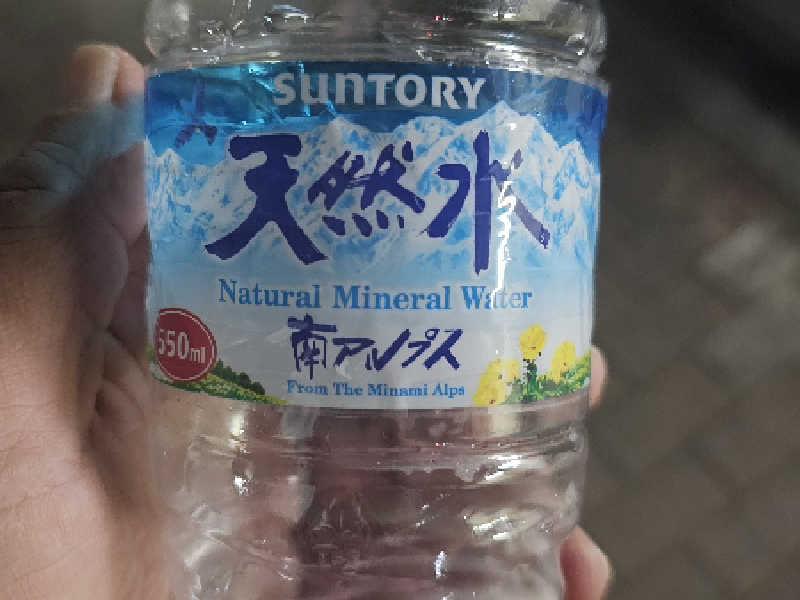 SUNTORY
天然水
Natural Mineral Water
南アルプス
550ml
From The Minami Alps